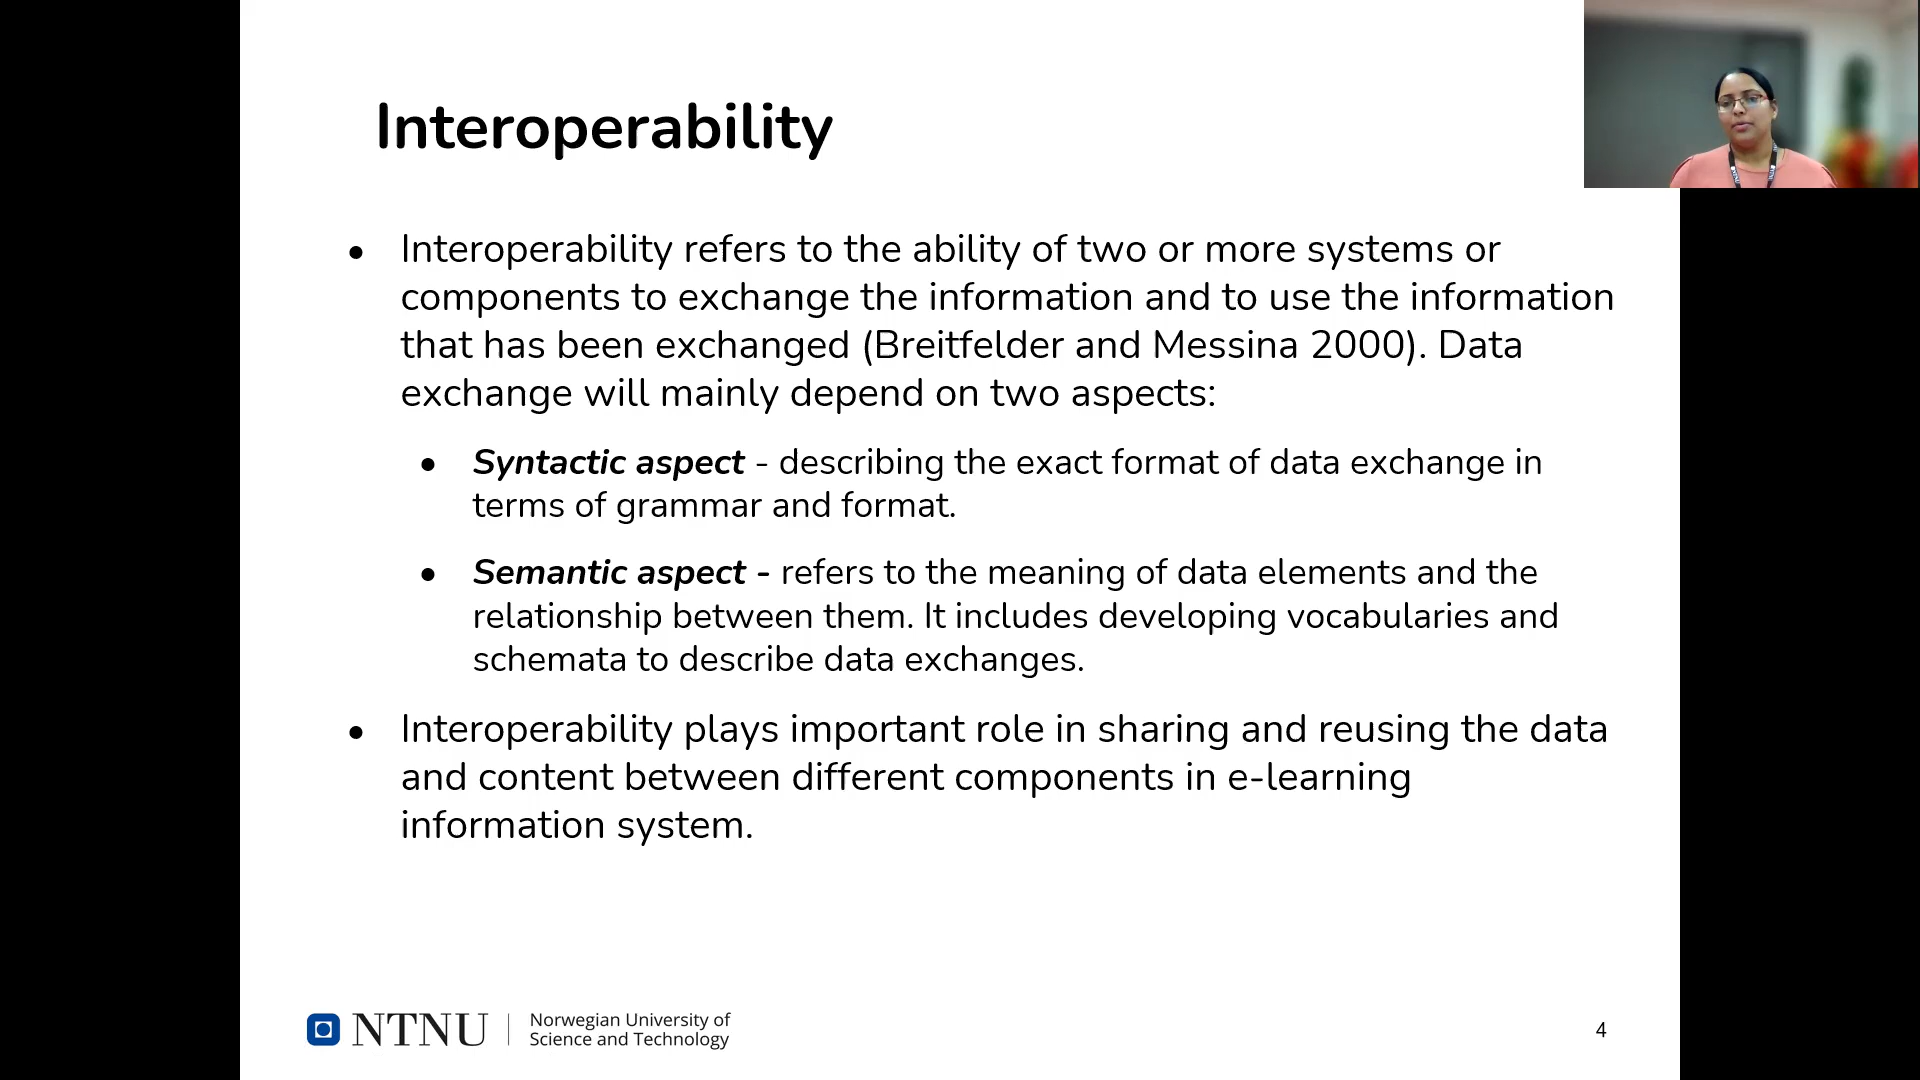 Interoperability
• Interoperability refers to the ability of two or more systems or
components to exchange the information and to use the information
that has been exchanged (Breitfelder and Messina 2000). Data
exchange will mainly depend on two aspects:
• Syntactic aspect - describing the exact format of data exchange in
terms of grammar and format.
• Semantic aspect - refers to the meaning of data elements and the
relationship between them. It includes developing vocabularies and
schemata to describe data exchanges.
• Interoperability plays important role in sharing and reusing the data
and content between different components in e-learning
information system.
NTNU
Norwegian University of
Science and Technology
4